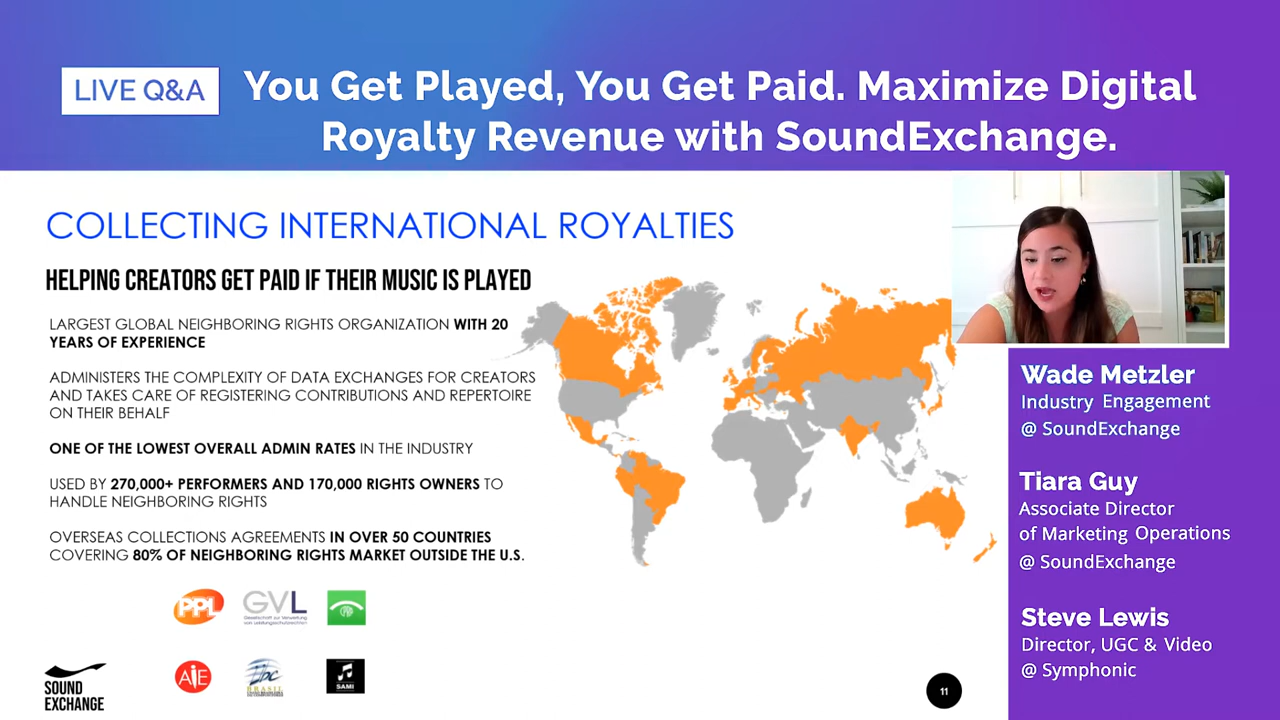 LIVE Q&A
You Get Played, You Get Paid. Maximize Digital
Royalty Revenue with SoundExchange.
COLLECTING INTERNATIONAL ROYALTIES
HELPING CREATORS GET PAID IF THEIR MUSIC IS PLAYED
LARGEST GLOBAL NEIGHBORING RIGHTS ORGANIZATION WITH 20
YEARS OF EXPERIENCE
ADMINISTERS THE COMPLEXITY OF DATA EXCHANGES FOR CREATORS
AND TAKES CARE OF REGISTERING CONTRIBUTIONS AND REPERTOIRE
ON THEIR BEHALF
ONE OF THE LOWEST OVERALL ADMIN RATES IN THE INDUSTRY
USED BY 270,000+ PERFORMERS AND 170,000 RIGHTS OWNERS TO
HANDLE NEIGHBORING RIGHTS
OVERSEAS COLLECTIONS AGREEMENTS IN OVER 50 COUNTRIES
COVERING 80% OF NEIGHBORING RIGHTS MARKET OUTSIDE THE U.S.
PPL
GVL
Gesellschaft zur Verwertung
von Leistungsschutzrechten
AIE
BRASIL
SAMI
SOUND
EXCHANGE
11
Wade Metzler
Industry Engagement
@ SoundExchange
Tiara Guy
Associate Director
of Marketing Operations
@ SoundExchange
Steve Lewis
Director, UGC & Video
@ Symphonic